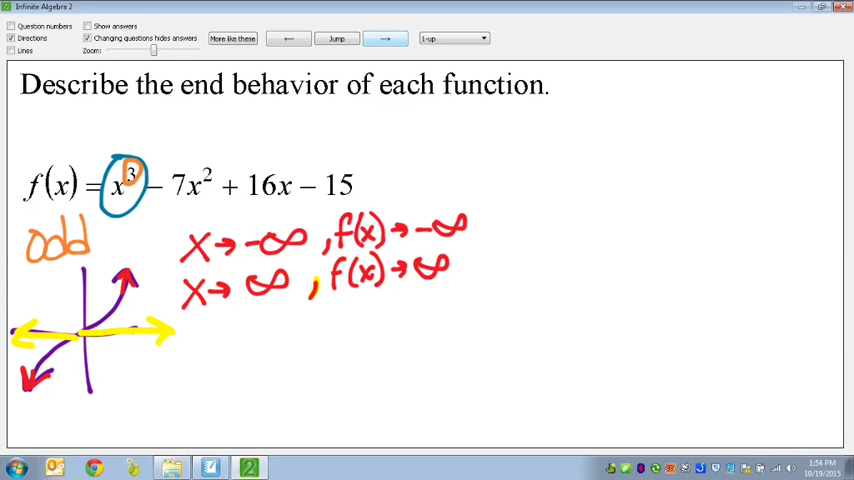 Infinite Algebra 2
Question numbers
Show answers
Directions
Changing questions hides answers
Lines
Zoom:
More like these
←
Jump
→
1-up
Describe the end behavior of each function.
f(x) = x³ − 7x² + 16x − 15
odd
x → -∞, f(x) → -∞
x → ∞, f(x) → ∞
2
1:54 PM
10/19/2015